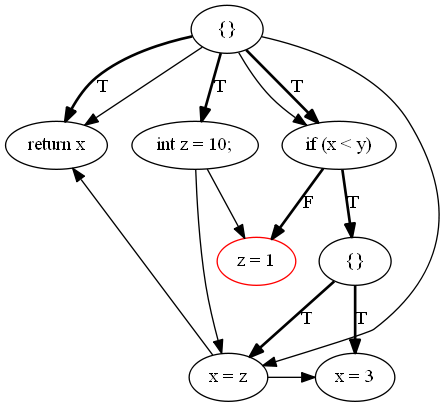 {}
T
T
T
return x
int z = 10;
if (x < y)
F
T
z = 1
{}
T
T
x = z
x = 3